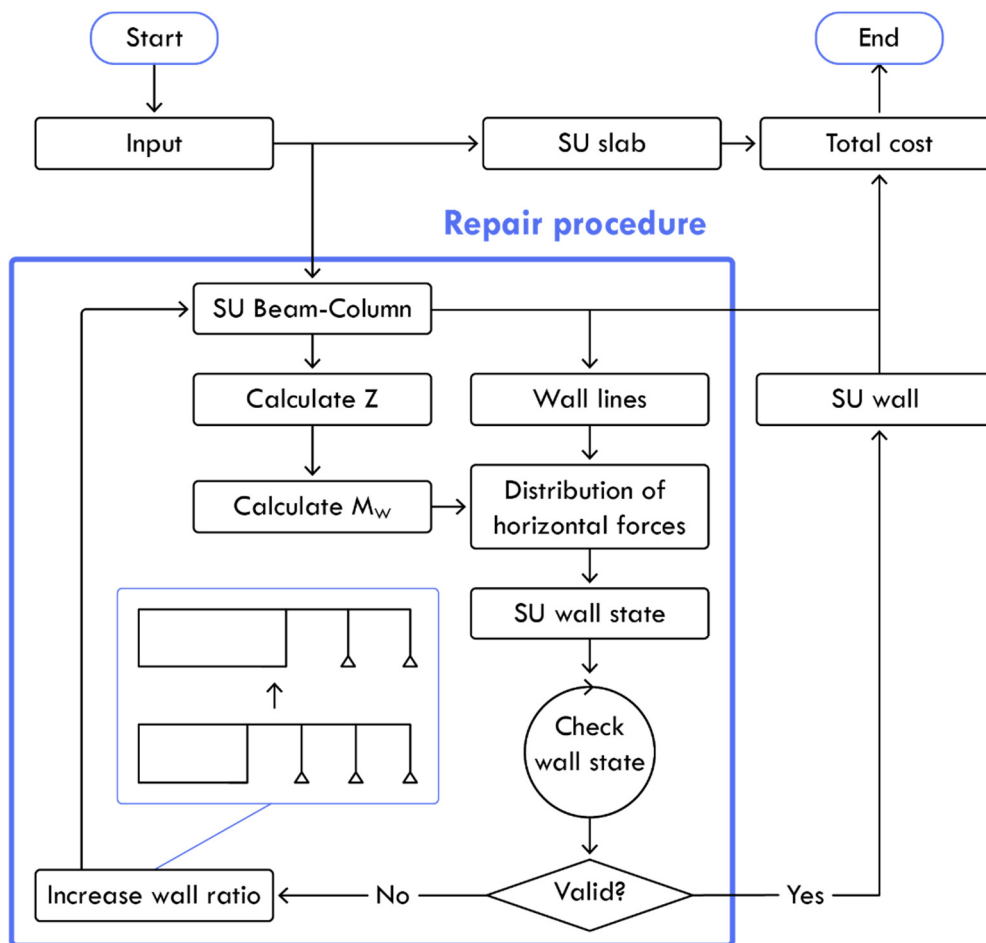 Start
End
Input
SU slab
Total cost
Repair procedure
SU Beam-Column
Calculate Z
Wall lines
SU wall
Calculate Mw
Distribution of
horizontal forces
SU wall state
Check
wall state
Increase wall ratio
No
Valid?
Yes